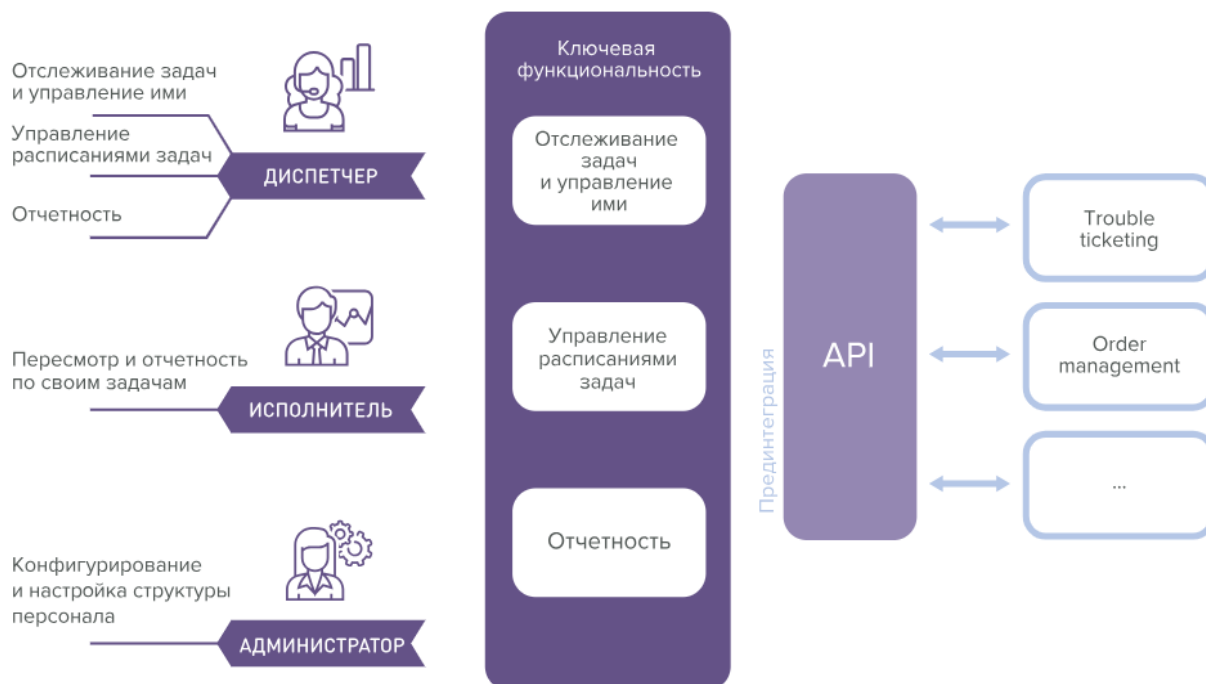 Отслеживание задач
и управление ими
Управление
расписаниями задач
Отчетность
ДИСПЕТЧЕР
Пересмотр и отчетность
по своим задачам
ИСПОЛНИТЕЛЬ
Конфигурирование
и настройка структуры
персонала
АДМИНИСТРАТОР
Ключевая
функциональность
Отслеживание
задач
и управление
ими
Управление
расписаниями
задач
Отчетность
Прединтеграция
API
Trouble
ticketing
Order
management
...